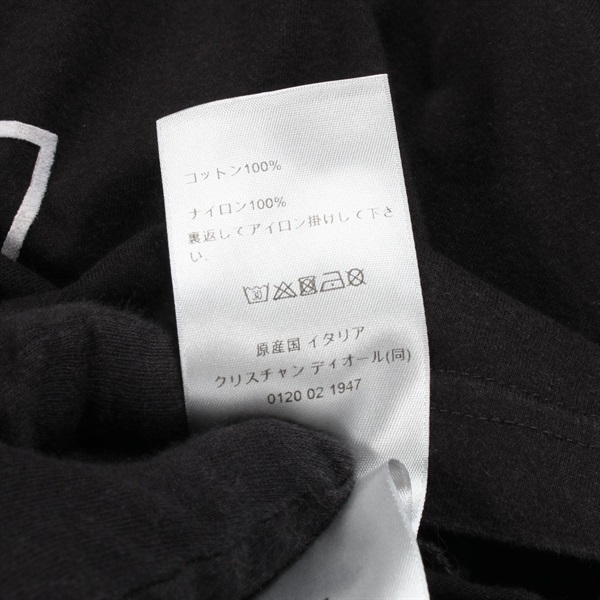 コットン100%
ナイロン100%
裏返してアイロン掛けして下さ
い。
30
原産国 イタリア
クリスチャン ディオール(同)
0120 02 1947